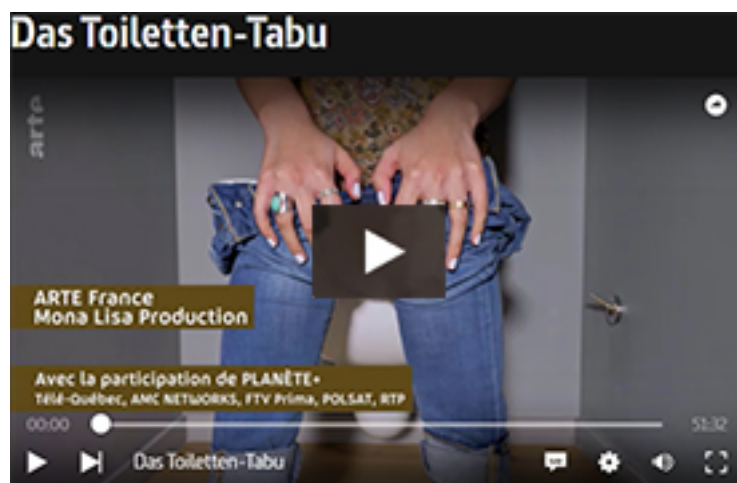 Das Toiletten-Tabu
arte
ARTE France
Mona Lisa Production
Avec la participation de PLANÈTE+
Télé-Québec, AMC NETWORKS, FTV Prima, POLSAT, RTP
00:00
51:32
Das Toiletten-Tabu